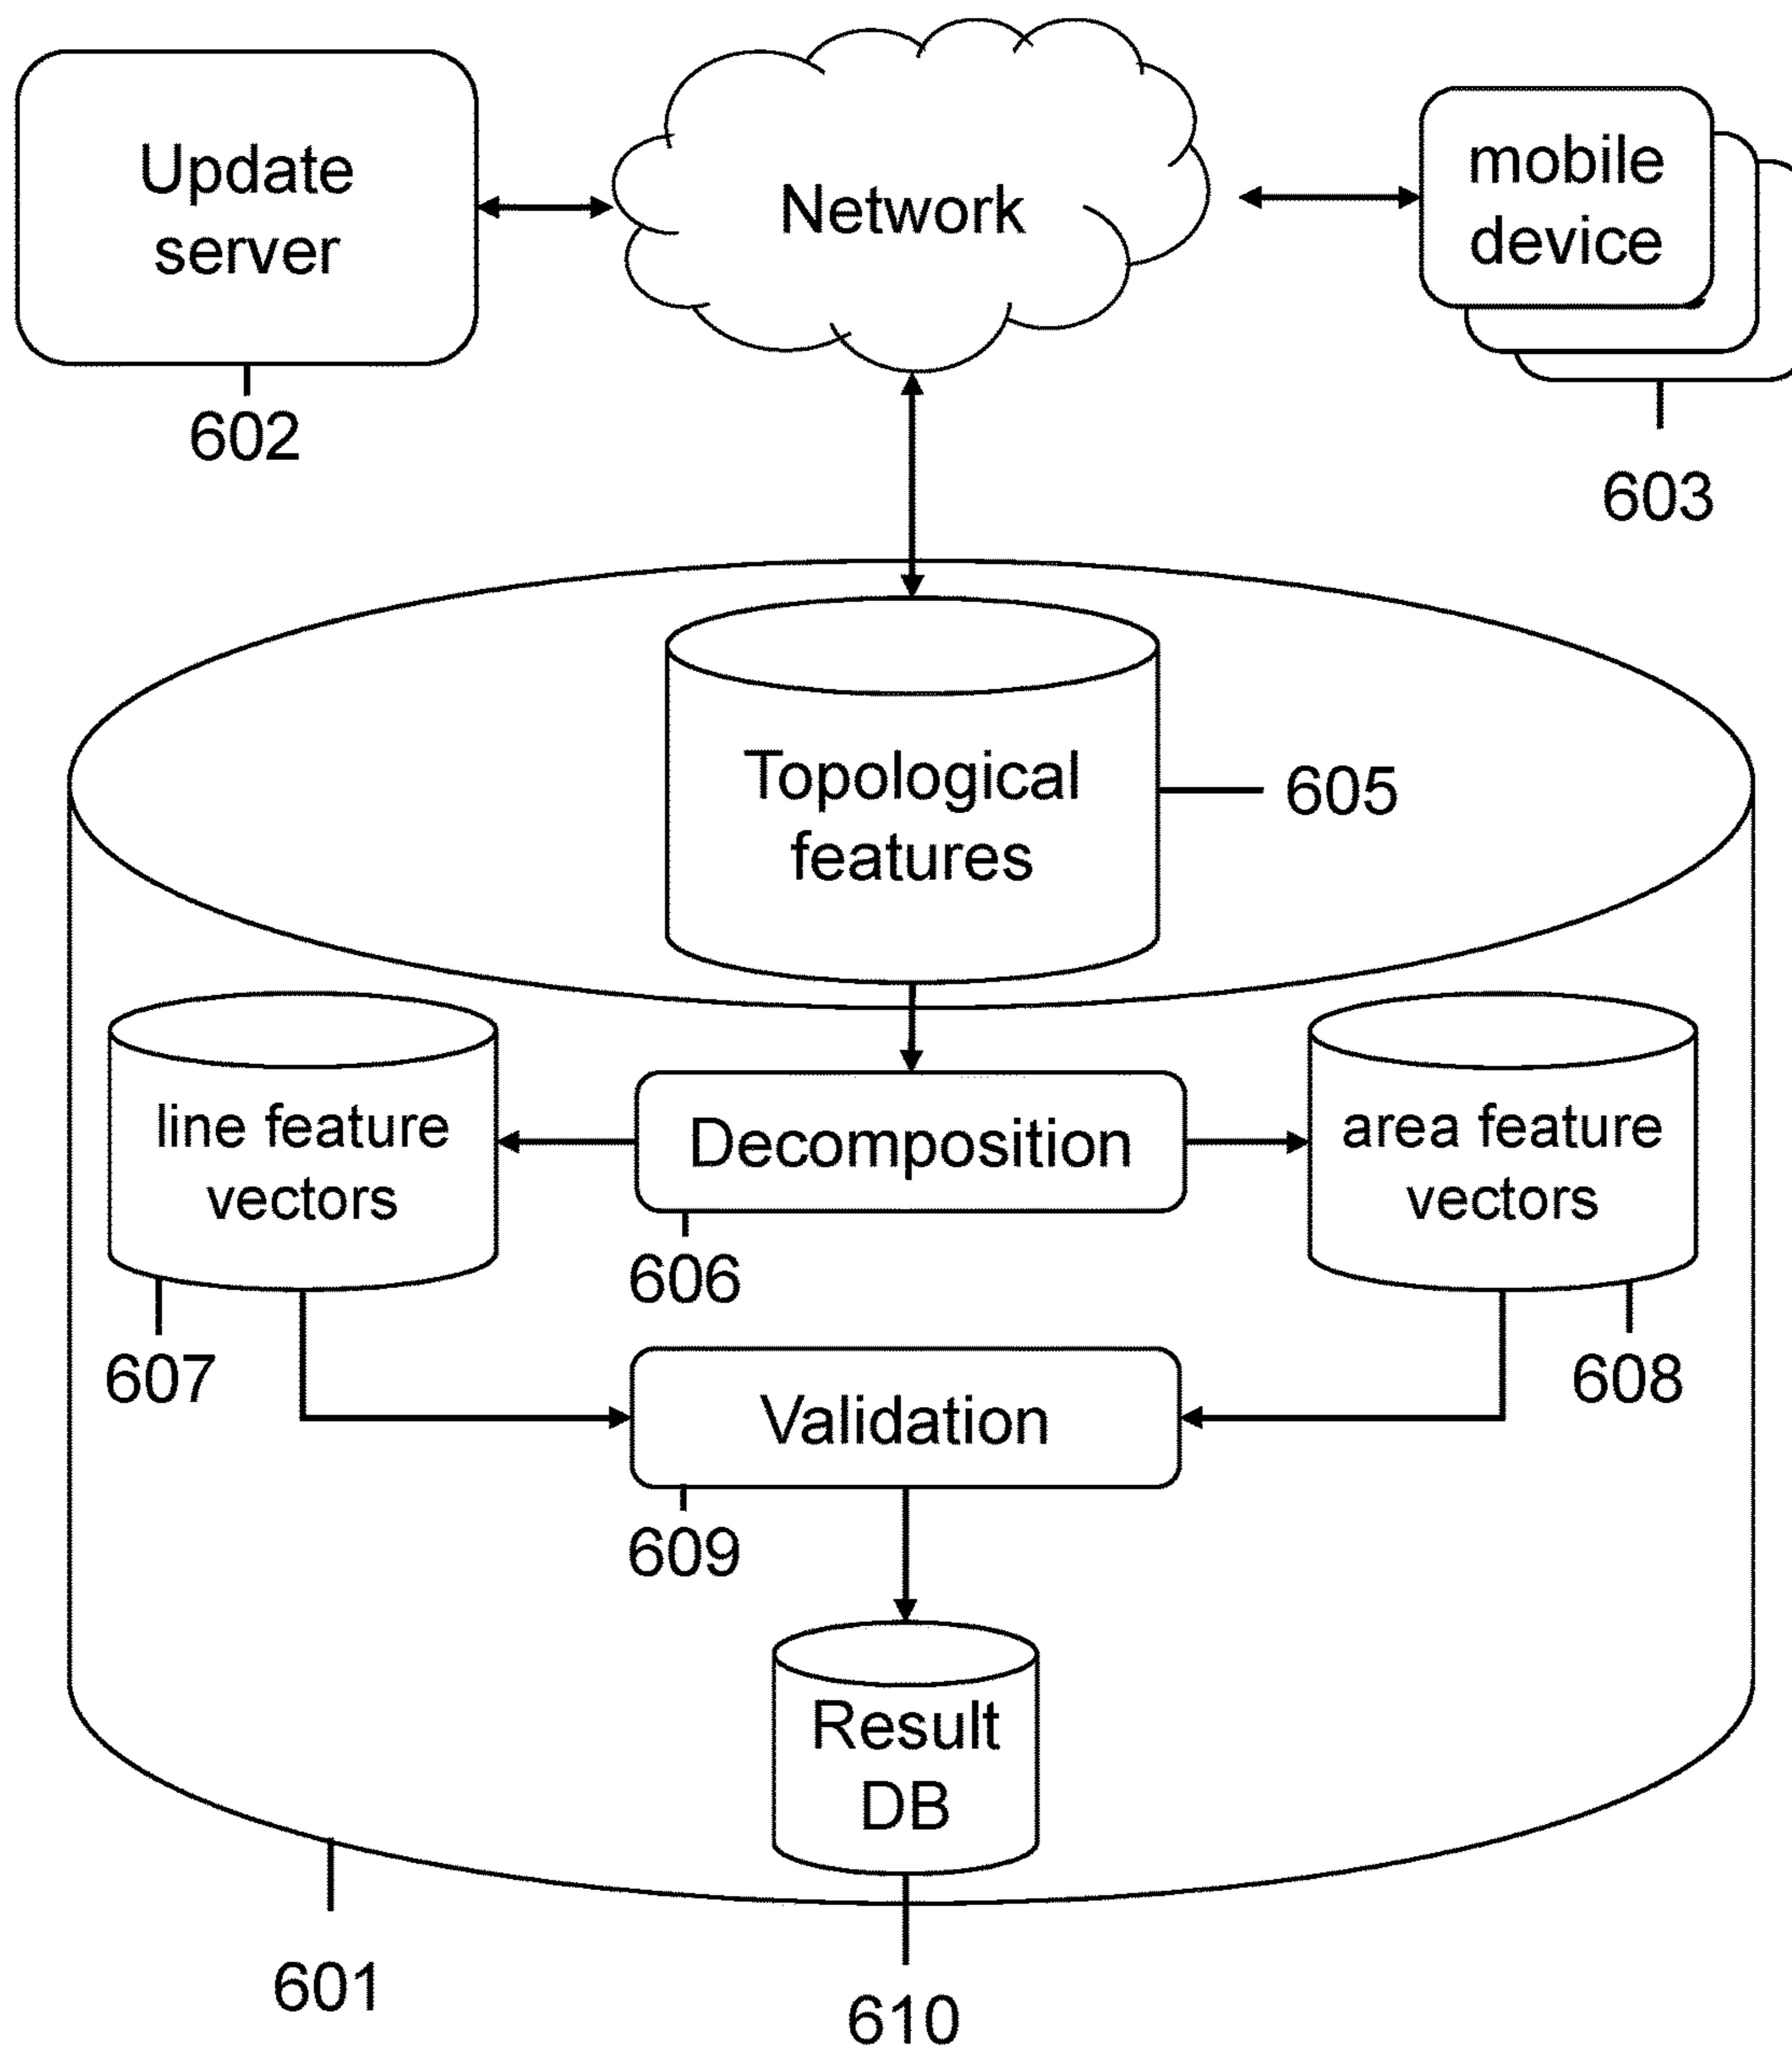 Update
server
602
Network
mobile
device
603
Topological
features
605
line feature
vectors
607
Decomposition
606
area feature
vectors
608
Validation
609
Result
DB
601
610